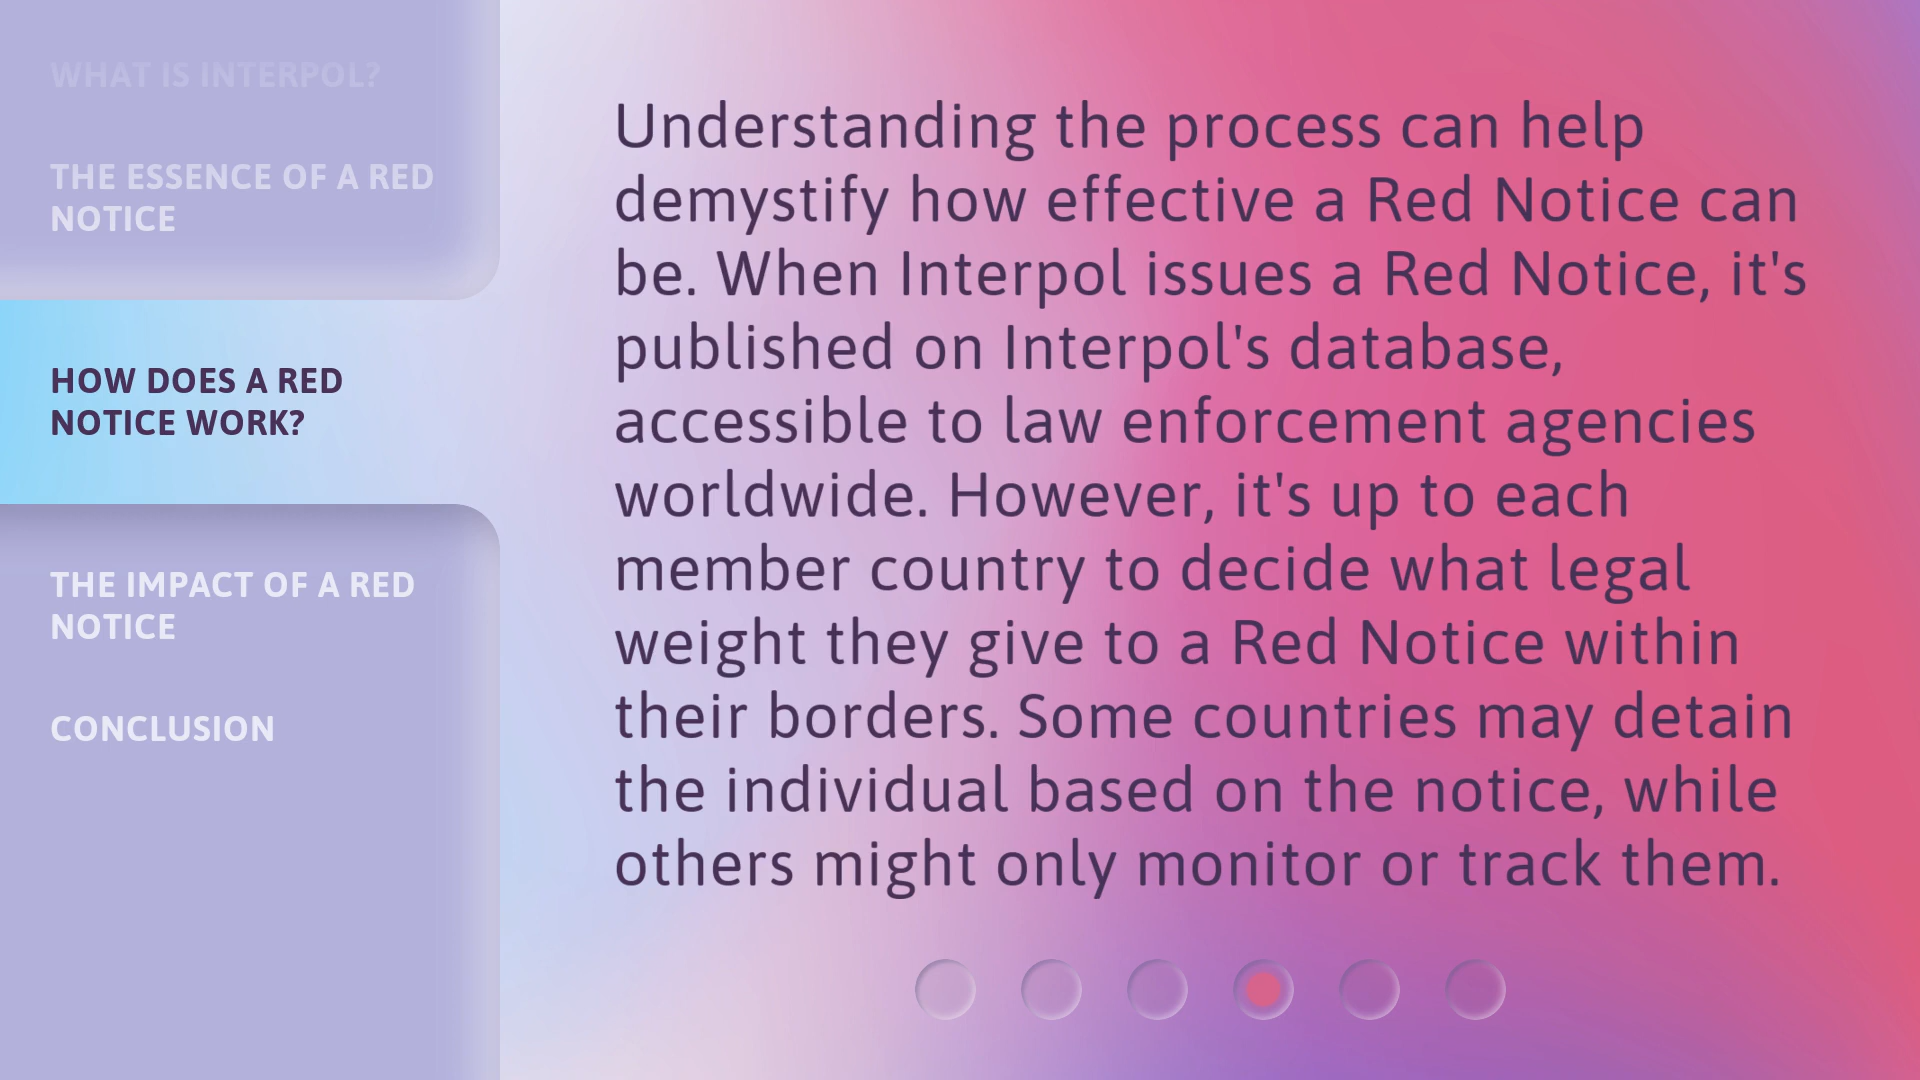 WHAT IS INTERPOL?
THE ESSENCE OF A RED
NOTICE
HOW DOES A RED
NOTICE WORK?
THE IMPACT OF A RED
NOTICE
CONCLUSION
Understanding the process can help
demystify how effective a Red Notice can
be. When Interpol issues a Red Notice, it's
published on Interpol's database,
accessible to law enforcement agencies
worldwide. However, it's up to each
member country to decide what legal
weight they give to a Red Notice within
their borders. Some countries may detain
the individual based on the notice, while
others might only monitor or track them.